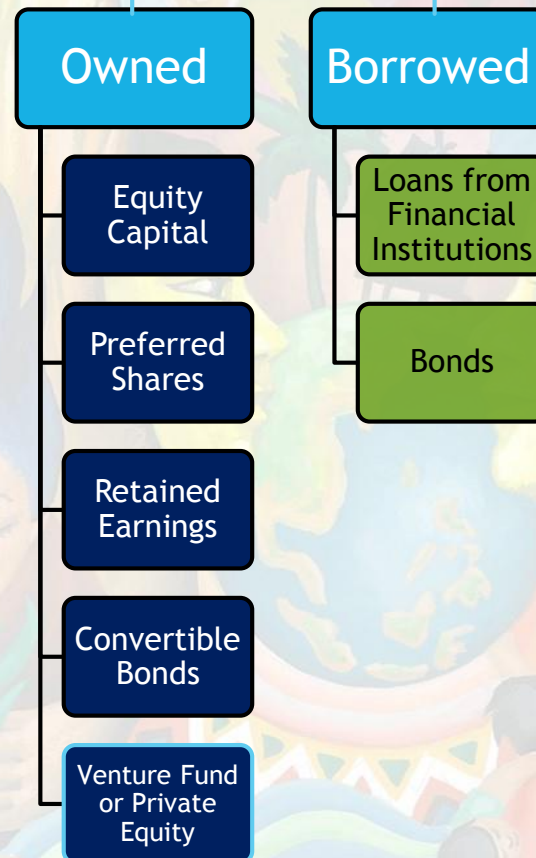 Owned
Equity
Capital
Preferred
Shares
Retained
Earnings
Convertible
Bonds
Venture Fund
or Private
Equity
Borrowed
Loans from
Financial
Institutions
Bonds